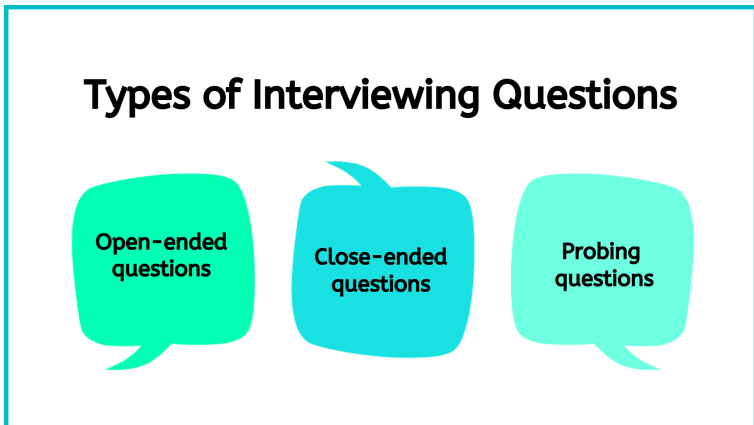 Types of Interviewing Questions
Open-ended
questions
Close-ended
questions
Probing
questions